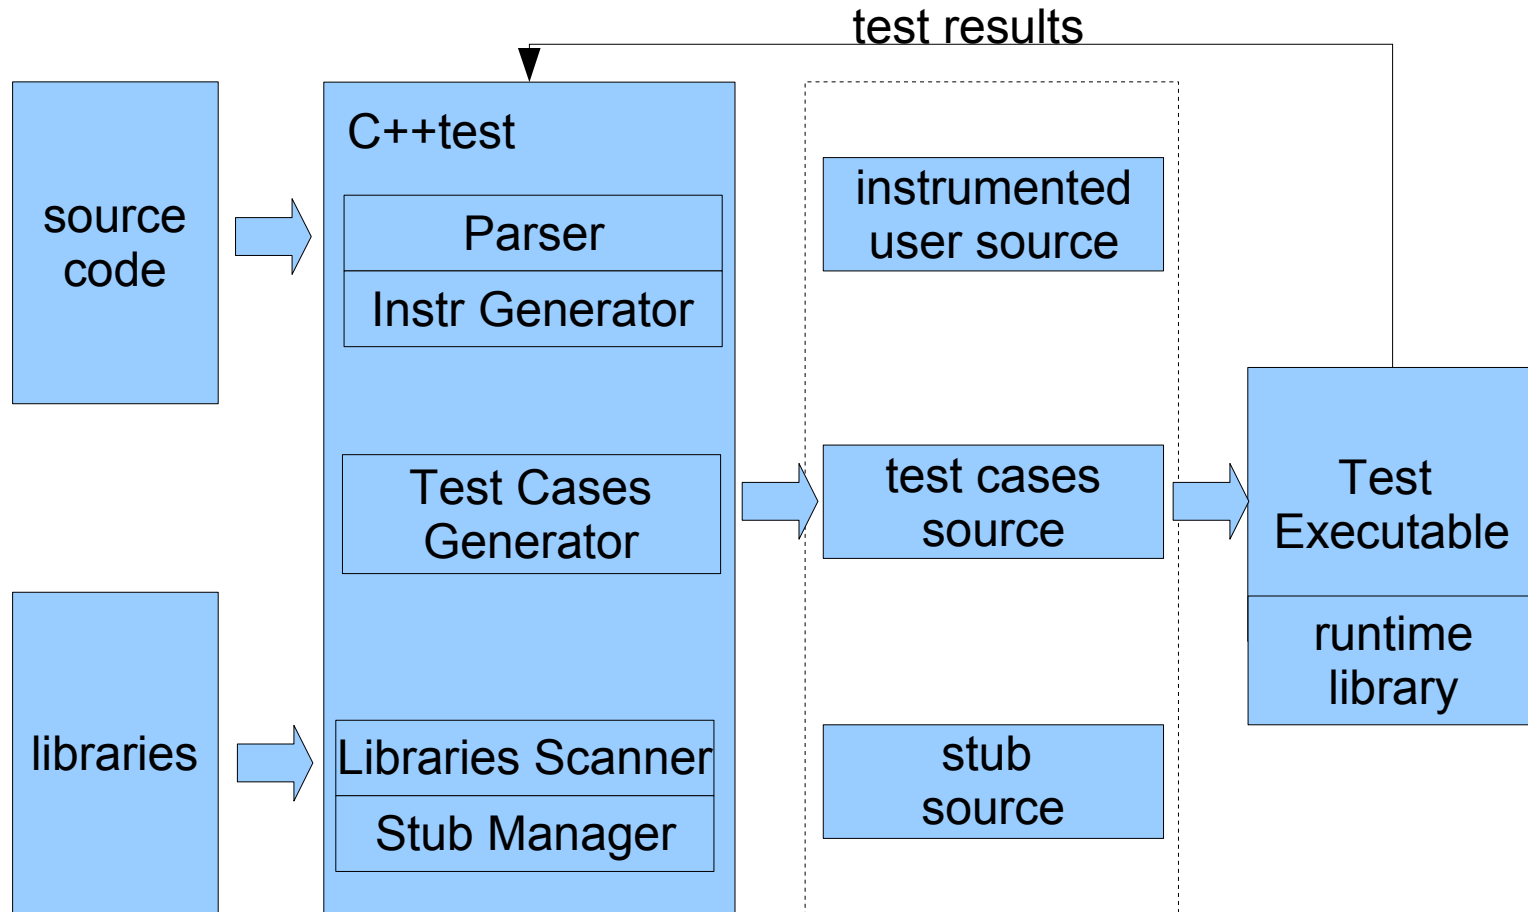 test results
source
code
C++test
Parser
Instr Generator
Test Cases
Generator
libraries
Libraries Scanner
Stub Manager
instrumented
user source
test cases
source
stub
source
Test
Executable
runtime
library